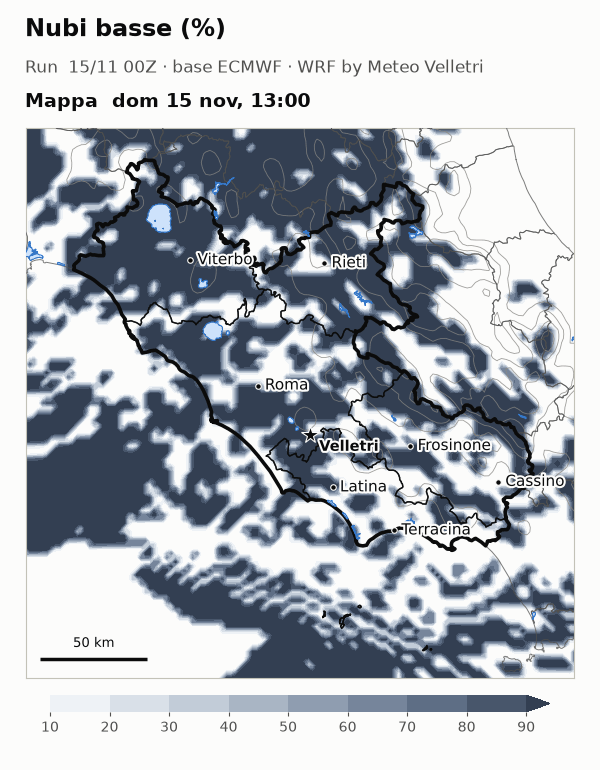 Nubi basse (%)
Run 15/11 00Z · base ECMWF · WRF by Meteo Velletri
Mappa dom 15 nov, 13:00
Viterbo
Rieti
Roma
Velletri
Frosinone
Latina
Cassino
Terracina
50 km
10 20 30 40 50 60 70 80 90